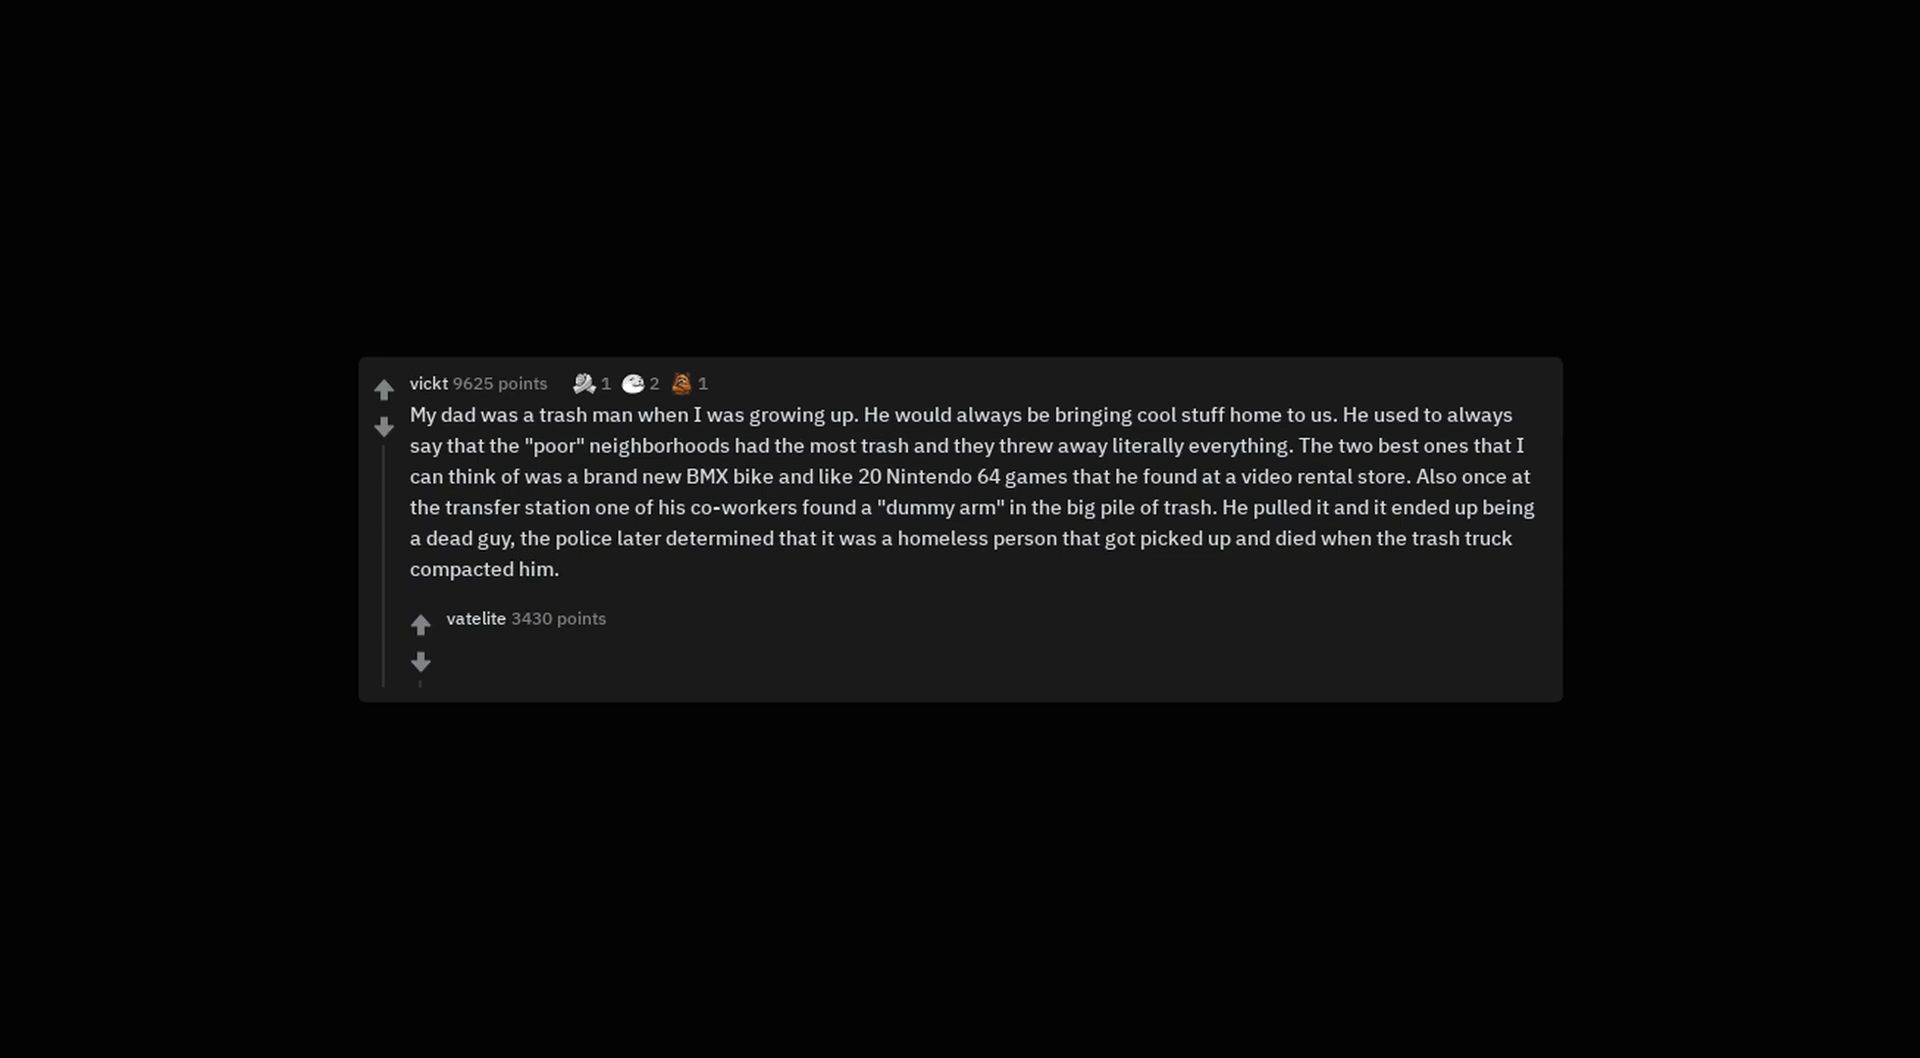 vickt 9625 points 1 2 1
My dad was a trash man when I was growing up. He would always be bringing cool stuff home to us. He used to always
say that the "poor" neighborhoods had the most trash and they threw away literally everything. The two best ones that I
can think of was a brand new BMX bike and like 20 Nintendo 64 games that he found at a video rental store. Also once at
the transfer station one of his co-workers found a "dummy arm" in the big pile of trash. He pulled it and it ended up being
a dead guy, the police later determined that it was a homeless person that got picked up and died when the trash truck
compacted him.
vatelite 3430 points